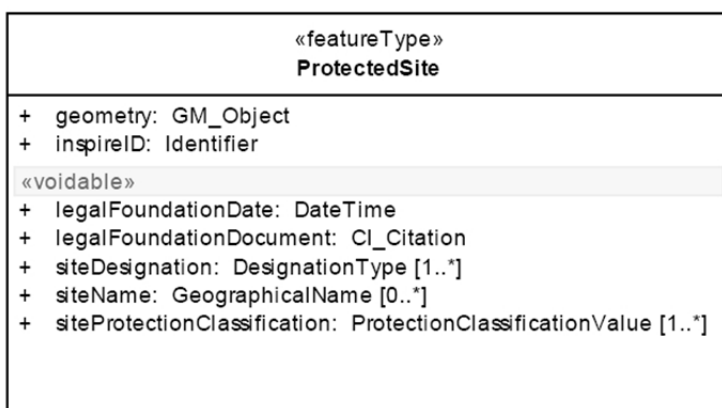 «featureType»
ProtectedSite
+ geometry: GM_Object
+ inspireID: Identifier
«voidable»
+ legalFoundationDate: DateTime
+ legalFoundationDocument: CI_Citation
+ siteDesignation: DesignationType [1..*]
+ siteName: GeographicalName [0..*]
+ siteProtectionClassification: ProtectionClassificationValue [1..*]